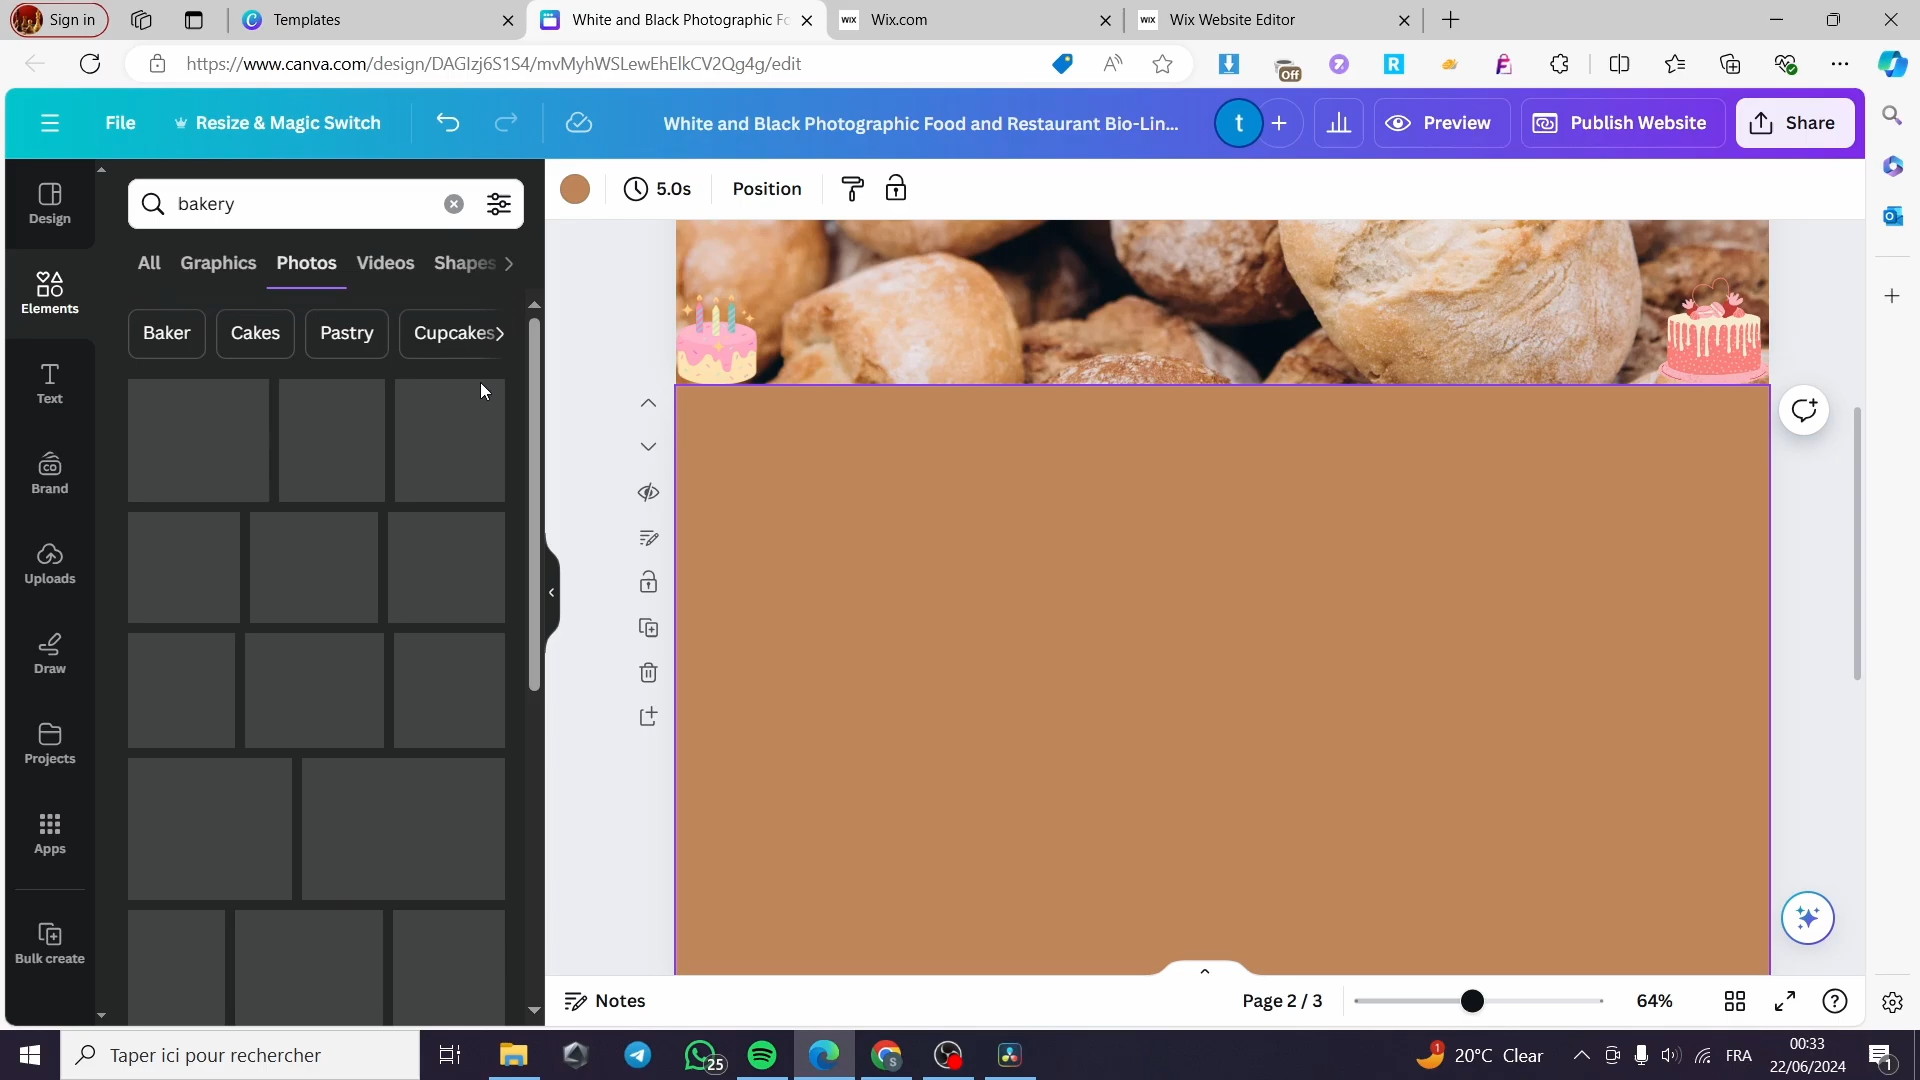 Sign in
Templates
White and Black Photographic Fo
Wix.com
Wix Website Editor
https://www.canva.com/design/DAGIzj6S1S4/mvMyhWSLewEhElkCV2Qg4g/edit
Off
File
Resize & Magic Switch
White and Black Photographic Food and Restaurant Bio-Lin...
t
Preview
Publish Website
Share
Design
Elements
Text
Brand
Uploads
Draw
Projects
Apps
Bulk create
bakery
All
Graphics
Photos
Videos
Shapes
Baker
Cakes
Pastry
Cupcakes
5.0s
Position
Notes
Page 2 / 3
64%
Taper ici pour rechercher
25
20°C Clear
FRA
00:33
22/06/2024
1